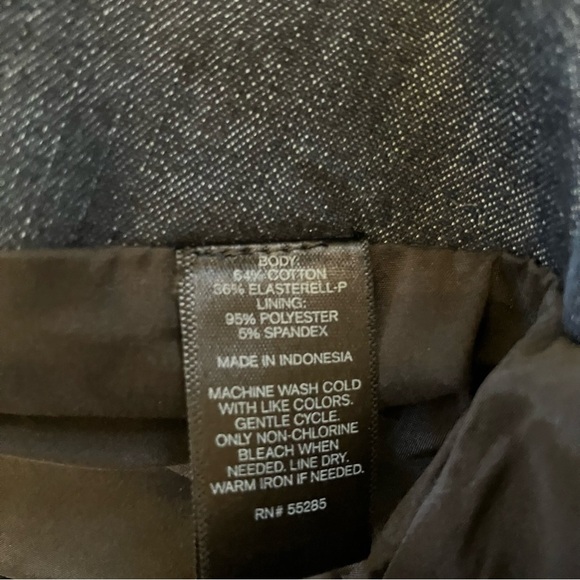 BODY:
64% COTTON
36% ELASTERELL-P
LINING:
95% POLYESTER
5% SPANDEX
MADE IN INDONESIA
MACHINE WASH COLD
WITH LIKE COLORS.
GENTLE CYCLE.
ONLY NON-CHLORINE
BLEACH WHEN
NEEDED. LINE DRY.
WARM IRON IF NEEDED.
RN# 55285